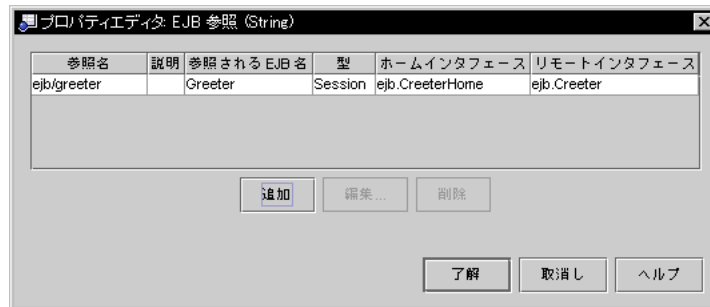 プロパティエディタ: EJB 参照 (String)
参照名 説明 参照される EJB 名 型 ホームインタフェース リモートインタフェース
ejb/greeter Greeter Session ejb.CreeterHome ejb.Creeter
追加 編集... 削除
了解 取消し ヘルプ